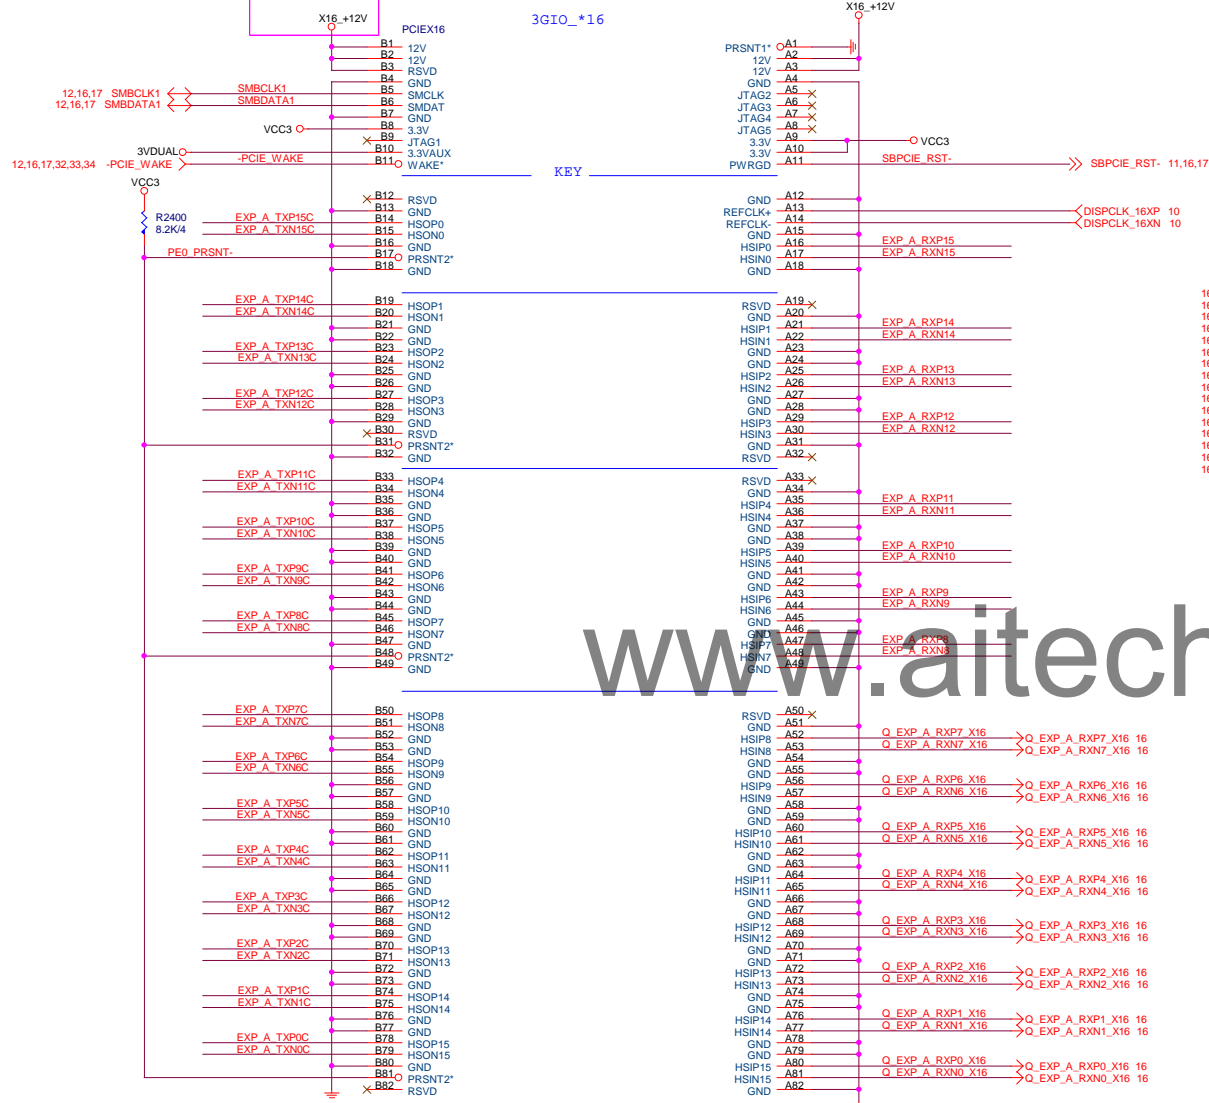 X16_+12V
3GIO_*16
X16_+12V
PCIEX16
B1 12V
B2 12V
B3 RSVD
B4 GND
12,16,17 SMBCLK1 SMBCLK1 B5 SMCLK
12,16,17 SMBDATA1 SMBDATA1 B6 SMDAT
B7 GND
VCC3 B8 3.3V
B9 JTAG1
3VDUAL B10 3.3VAUX
12,16,17,32,33,34 -PCIE_WAKE -PCIE_WAKE B11 WAKE*
PRSNT1* A1
12V A2
12V A3
GND A4
JTAG2 A5
JTAG3 A6
JTAG4 A7
JTAG5 A8
3.3V A9 VCC3
3.3V A10
PWRGD A11 SBPCIE_RST- SBPCIE_RST- 11,16,17
KEY
VCC3
R2400
8.2K/4
B12 RSVD
B13 GND
EXP_A_TXP15C B14 HSOP0
EXP_A_TXN15C B15 HSON0
B16 GND
PE0_PRSNT- B17 PRSNT2*
B18 GND
GND A12
REFCLK+ A13 DISPCLK_16XP 10
REFCLK- A14 DISPCLK_16XN 10
GND A15
HSIP0 A16 EXP_A_RXP15
HSIN0 A17 EXP_A_RXN15
GND A18
EXP_A_TXP14C B19 HSOP1
EXP_A_TXN14C B20 HSON1
B21 GND
B22 GND
EXP_A_TXP13C B23 HSOP2
EXP_A_TXN13C B24 HSON2
B25 GND
B26 GND
EXP_A_TXP12C B27 HSOP3
EXP_A_TXN12C B28 HSON3
B29 GND
B30 RSVD
B31 PRSNT2*
B32 GND
RSVD A19
GND A20
HSIP1 A21 EXP_A_RXP14
HSIN1 A22 EXP_A_RXN14
GND A23
GND A24
HSIP2 A25 EXP_A_RXP13
HSIN2 A26 EXP_A_RXN13
GND A27
GND A28
HSIP3 A29 EXP_A_RXP12
HSIN3 A30 EXP_A_RXN12
GND A31
RSVD A32
EXP_A_TXP11C B33 HSOP4
EXP_A_TXN11C B34 HSON4
B35 GND
B36 GND
EXP_A_TXP10C B37 HSOP5
EXP_A_TXN10C B38 HSON5
B39 GND
B40 GND
EXP_A_TXP9C B41 HSOP6
EXP_A_TXN9C B42 HSON6
B43 GND
B44 GND
EXP_A_TXP8C B45 HSOP7
EXP_A_TXN8C B46 HSON7
B47 GND
B48 PRSNT2*
B49 GND
RSVD A33
GND A34
HSIP4 A35 EXP_A_RXP11
HSIN4 A36 EXP_A_RXN11
GND A37
GND A38
HSIP5 A39 EXP_A_RXP10
HSIN5 A40 EXP_A_RXN10
GND A41
GND A42
HSIP6 A43 EXP_A_RXP9
HSIN6 A44 EXP_A_RXN9
GND A45
GND A46
HSIP7 A47 EXP_A_RXP8
HSIN7 A48 EXP_A_RXN8
GND A49
www.aitech
EXP_A_TXP7C B50 HSOP8
EXP_A_TXN7C B51 HSON8
B52 GND
B53 GND
EXP_A_TXP6C B54 HSOP9
EXP_A_TXN6C B55 HSON9
B56 GND
B57 GND
EXP_A_TXP5C B58 HSOP10
EXP_A_TXN5C B59 HSON10
B60 GND
B61 GND
EXP_A_TXP4C B62 HSOP11
EXP_A_TXN4C B63 HSON11
B64 GND
B65 GND
EXP_A_TXP3C B66 HSOP12
EXP_A_TXN3C B67 HSON12
B68 GND
B69 GND
EXP_A_TXP2C B70 HSOP13
EXP_A_TXN2C B71 HSON13
B72 GND
B73 GND
EXP_A_TXP1C B74 HSOP14
EXP_A_TXN1C B75 HSON14
B76 GND
B77 GND
EXP_A_TXP0C B78 HSOP15
EXP_A_TXN0C B79 HSON15
B80 GND
B81 PRSNT2*
B82 RSVD
RSVD A50
GND A51
HSIP8 A52 Q_EXP_A_RXP7_X16 Q_EXP_A_RXP7_X16 16
HSIN8 A53 Q_EXP_A_RXN7_X16 Q_EXP_A_RXN7_X16 16
GND A54
GND A55
HSIP9 A56 Q_EXP_A_RXP6_X16 Q_EXP_A_RXP6_X16 16
HSIN9 A57 Q_EXP_A_RXN6_X16 Q_EXP_A_RXN6_X16 16
GND A58
GND A59
HSIP10 A60 Q_EXP_A_RXP5_X16 Q_EXP_A_RXP5_X16 16
HSIN10 A61 Q_EXP_A_RXN5_X16 Q_EXP_A_RXN5_X16 16
GND A62
GND A63
HSIP11 A64 Q_EXP_A_RXP4_X16 Q_EXP_A_RXP4_X16 16
HSIN11 A65 Q_EXP_A_RXN4_X16 Q_EXP_A_RXN4_X16 16
GND A66
GND A67
HSIP12 A68 Q_EXP_A_RXP3_X16 Q_EXP_A_RXP3_X16 16
HSIN12 A69 Q_EXP_A_RXN3_X16 Q_EXP_A_RXN3_X16 16
GND A70
GND A71
HSIP13 A72 Q_EXP_A_RXP2_X16 Q_EXP_A_RXP2_X16 16
HSIN13 A73 Q_EXP_A_RXN2_X16 Q_EXP_A_RXN2_X16 16
GND A74
GND A75
HSIP14 A76 Q_EXP_A_RXP1_X16 Q_EXP_A_RXP1_X16 16
HSIN14 A77 Q_EXP_A_RXN1_X16 Q_EXP_A_RXN1_X16 16
GND A78
GND A79
HSIP15 A80 Q_EXP_A_RXP0_X16 Q_EXP_A_RXP0_X16 16
HSIN15 A81 Q_EXP_A_RXN0_X16 Q_EXP_A_RXN0_X16 16
GND A82